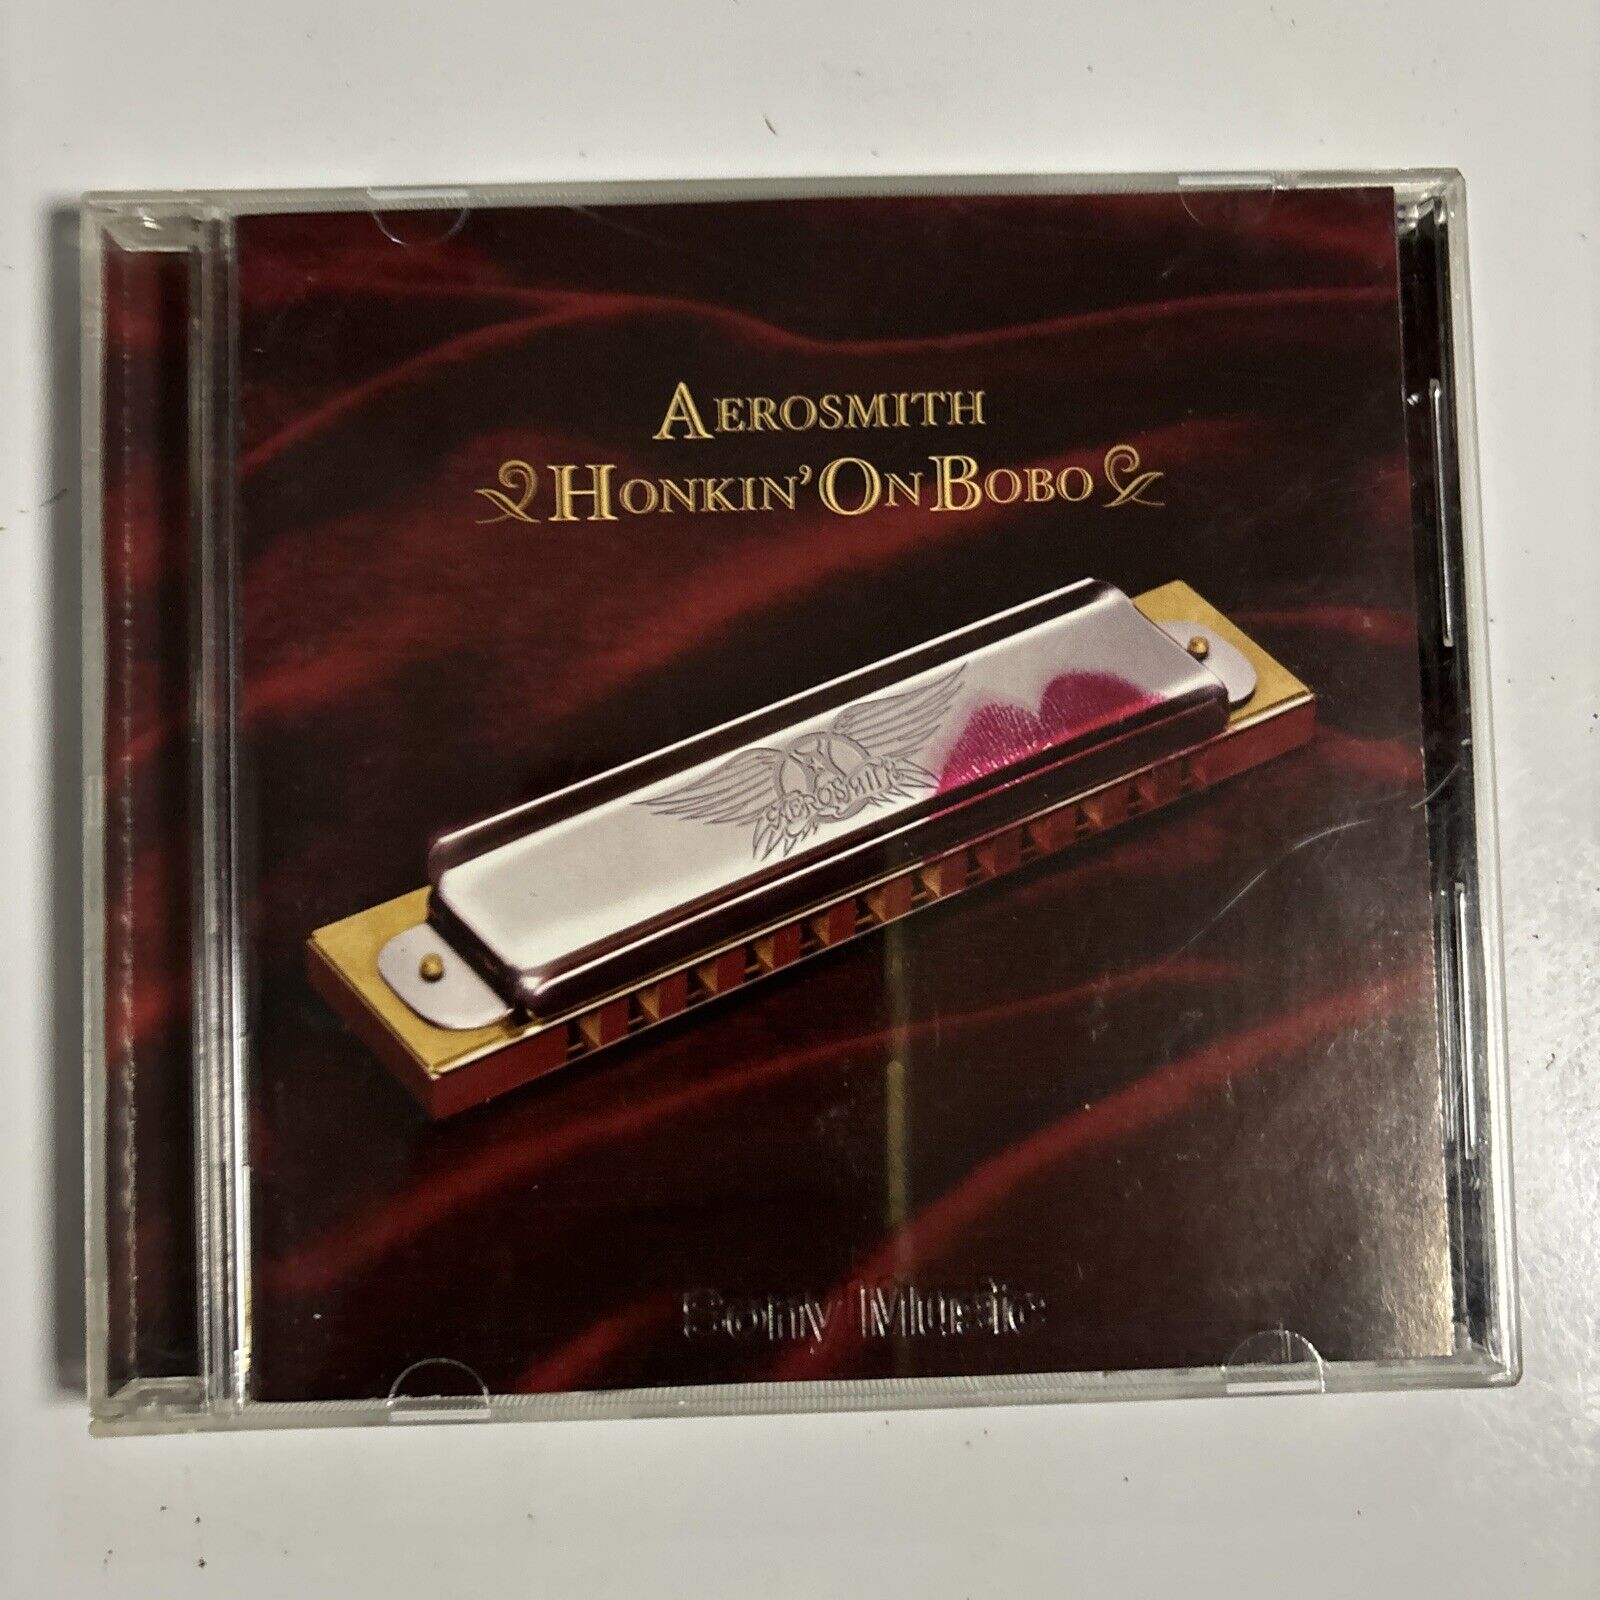 AEROSMITH
HONKIN' ON BOBO
AEROSMITH
Sony Music